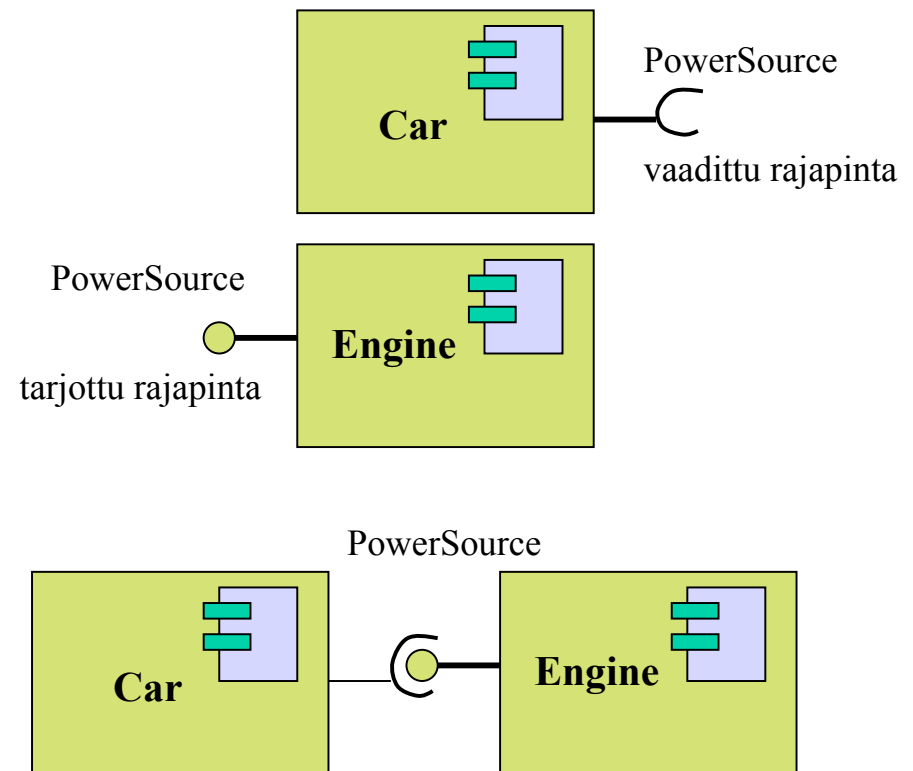 PowerSource
Car
vaadittu rajapinta
PowerSource
Engine
tarjottu rajapinta
PowerSource
Car
Engine